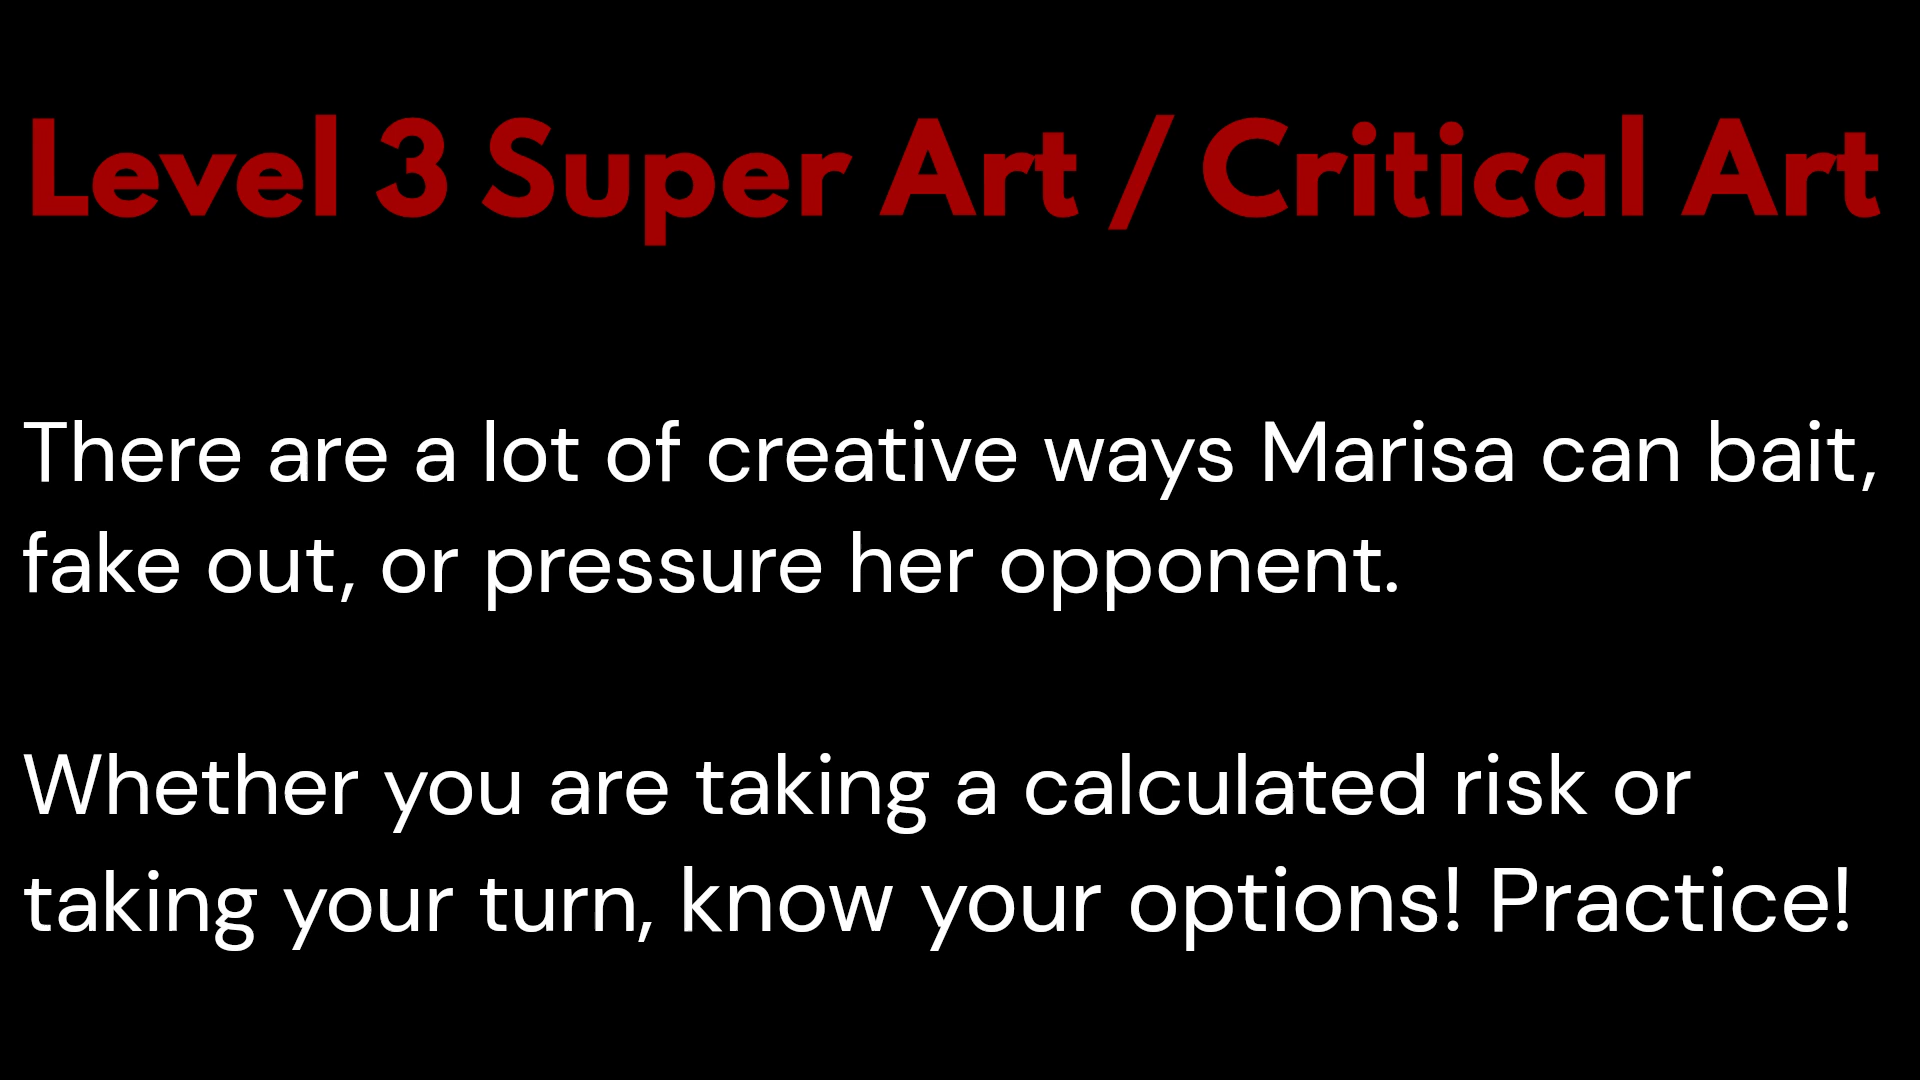 Level 3 Super Art / Critical Art
There are a lot of creative ways Marisa can bait,
fake out, or pressure her opponent.
Whether you are taking a calculated risk or
taking your turn, know your options! Practice!